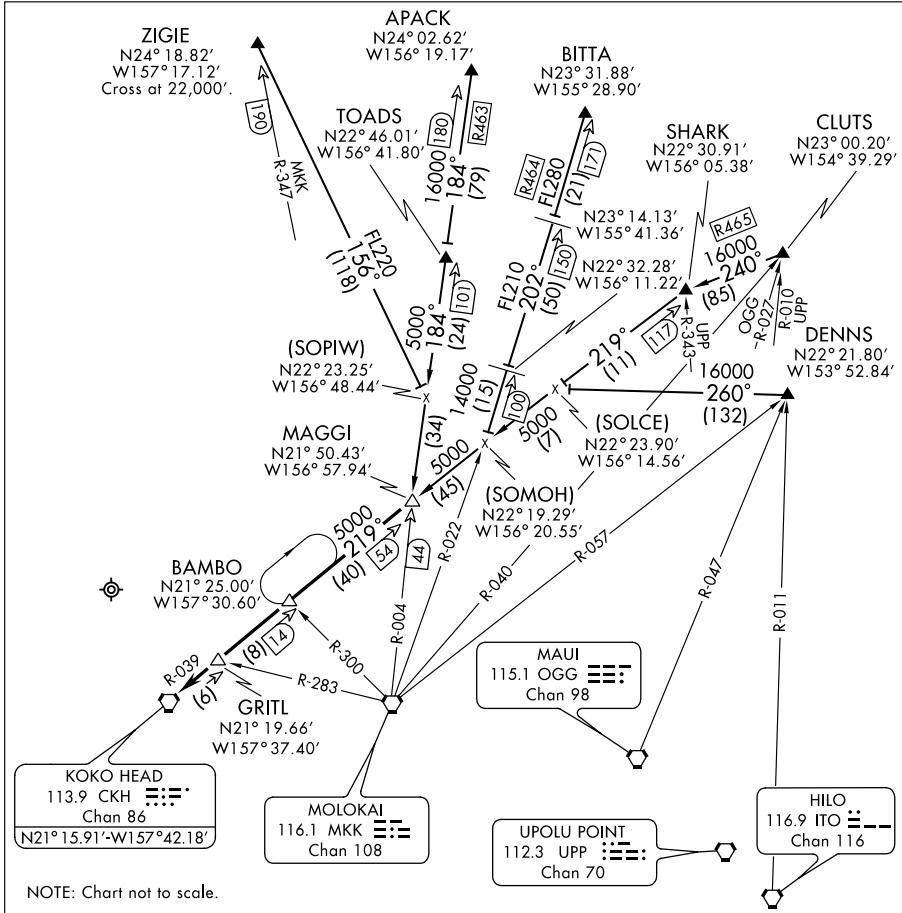 ZIGIE
N24° 18.82'
W157° 17.12'
Cross at 22,000'.
APACK
N24° 02.62'
W156° 19.17'
BITTA
N23° 31.88'
W155° 28.90'
TOADS
N22° 46.01'
W156° 41.80'
SHARK
N22° 30.91'
W156° 05.38'
CLUTS
N23° 00.20'
W154° 39.29'
190
MKK
R-347
FL220
156°
(118)
180
R463
16000
184°
(79)
101
5000
184°
(24)
R464
FL280
(21)
171
N23° 14.13'
W155° 41.36'
150
FL210
202°
(50)
N22° 32.28'
W156° 11.22'
R465
16000
240°
(85)
OGG
R-027
R-010
UPP
117
UPP
R-343
219°
(11)
DENNS
N22° 21.80'
W153° 52.84'
16000
260°
(132)
(SOPIW)
N22° 23.25'
W156° 48.44'
14000
(15)
100
5000
(7)
(SOLCE)
N22° 23.90'
W156° 14.56'
(34)
MAGGI
N21° 50.43'
W156° 57.94'
5000
(45)
(SOMOH)
N22° 19.29'
W156° 20.55'
5000
219°
(40)
54
44
R-022
R-040
R-057
R-047
R-011
R-004
BAMBO
N21° 25.00'
W157° 30.60'
(8)
14
R-300
R-283
R-039
(6)
GRITL
N21° 19.66'
W157° 37.40'
MAUI
115.1 OGG
Chan 98
KOKO HEAD
113.9 CKH
Chan 86
N21° 15.91'-W157° 42.18'
MOLOKAI
116.1 MKK
Chan 108
UPOLU POINT
112.3 UPP
Chan 70
HILO
116.9 ITO
Chan 116
NOTE: Chart not to scale.